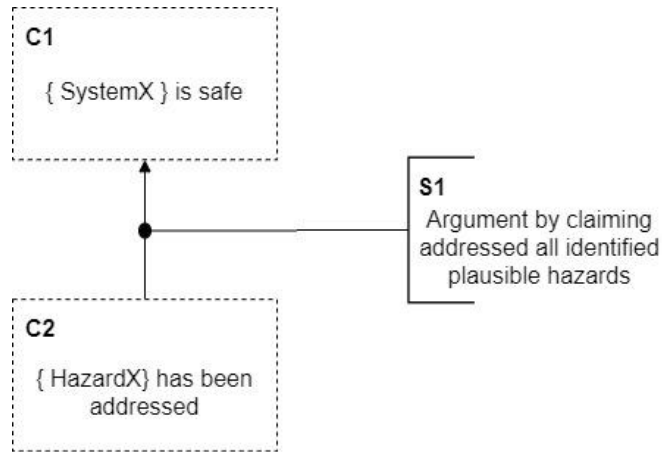 C1
{ SystemX } is safe
S1
Argument by claiming
addressed all identified
plausible hazards
C2
{ HazardX} has been
addressed